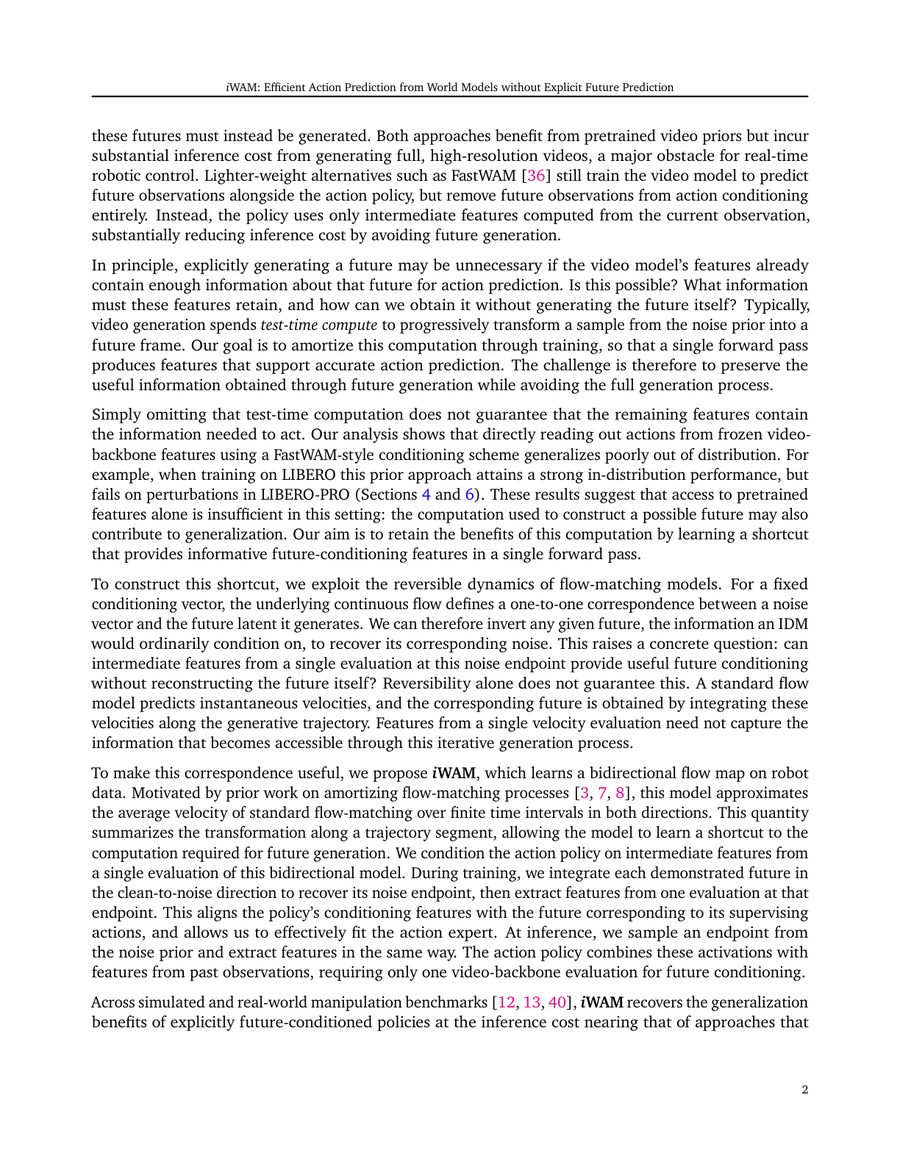 iWAM: Efficient Action Prediction from World Models without Explicit Future Prediction
these futures must instead be generated. Both approaches benefit from pretrained video priors but incur
substantial inference cost from generating full, high-resolution videos, a major obstacle for real-time
robotic control. Lighter-weight alternatives such as FastWAM [36] still train the video model to predict
future observations alongside the action policy, but remove future observations from action conditioning
entirely. Instead, the policy uses only intermediate features computed from the current observation,
substantially reducing inference cost by avoiding future generation.
In principle, explicitly generating a future may be unnecessary if the video model's features already
contain enough information about that future for action prediction. Is this possible? What information
must these features retain, and how can we obtain it without generating the future itself? Typically,
video generation spends test-time compute to progressively transform a sample from the noise prior into a
future frame. Our goal is to amortize this computation through training, so that a single forward pass
produces features that support accurate action prediction. The challenge is therefore to preserve the
useful information obtained through future generation while avoiding the full generation process.
Simply omitting that test-time computation does not guarantee that the remaining features contain
the information needed to act. Our analysis shows that directly reading out actions from frozen video-
backbone features using a FastWAM-style conditioning scheme generalizes poorly out of distribution. For
example, when training on LIBERO this prior approach attains a strong in-distribution performance, but
fails on perturbations in LIBERO-PRO (Sections 4 and 6). These results suggest that access to pretrained
features alone is insufficient in this setting: the computation used to construct a possible future may also
contribute to generalization. Our aim is to retain the benefits of this computation by learning a shortcut
that provides informative future-conditioning features in a single forward pass.
To construct this shortcut, we exploit the reversible dynamics of flow-matching models. For a fixed
conditioning vector, the underlying continuous flow defines a one-to-one correspondence between a noise
vector and the future latent it generates. We can therefore invert any given future, the information an IDM
would ordinarily condition on, to recover its corresponding noise. This raises a concrete question: can
intermediate features from a single evaluation at this noise endpoint provide useful future conditioning
without reconstructing the future itself? Reversibility alone does not guarantee this. A standard flow
model predicts instantaneous velocities, and the corresponding future is obtained by integrating these
velocities along the generative trajectory. Features from a single velocity evaluation need not capture the
information that becomes accessible through this iterative generation process.
To make this correspondence useful, we propose iWAM, which learns a bidirectional flow map on robot
data. Motivated by prior work on amortizing flow-matching processes [3, 7, 8], this model approximates
the average velocity of standard flow-matching over finite time intervals in both directions. This quantity
summarizes the transformation along a trajectory segment, allowing the model to learn a shortcut to the
computation required for future generation. We condition the action policy on intermediate features from
a single evaluation of this bidirectional model. During training, we integrate each demonstrated future in
the clean-to-noise direction to recover its noise endpoint, then extract features from one evaluation at that
endpoint. This aligns the policy's conditioning features with the future corresponding to its supervising
actions, and allows us to effectively fit the action expert. At inference, we sample an endpoint from
the noise prior and extract features in the same way. The action policy combines these activations with
features from past observations, requiring only one video-backbone evaluation for future conditioning.
Across simulated and real-world manipulation benchmarks [12, 13, 40], iWAM recovers the generalization
benefits of explicitly future-conditioned policies at the inference cost nearing that of approaches that
2